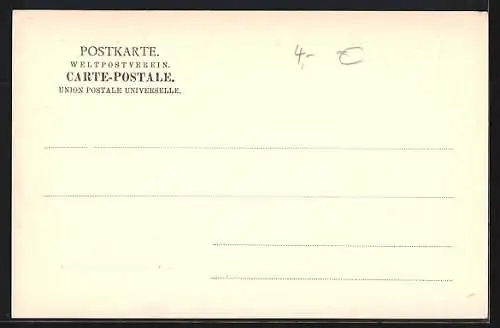 POSTKARTE.
WELTPOSTVEREIN.
CARTE-POSTALE.
UNION POSTALE UNIVERSELLE.
4,- €